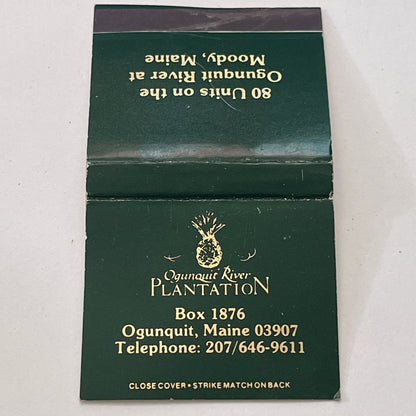 80 Units on the
Ogunquit River at
Moody, Maine
Ogunquit River
PLANTATION
Box 1876
Ogunquit, Maine 03907
Telephone: 207/646-9611
CLOSE COVER • STRIKE MATCH ON BACK